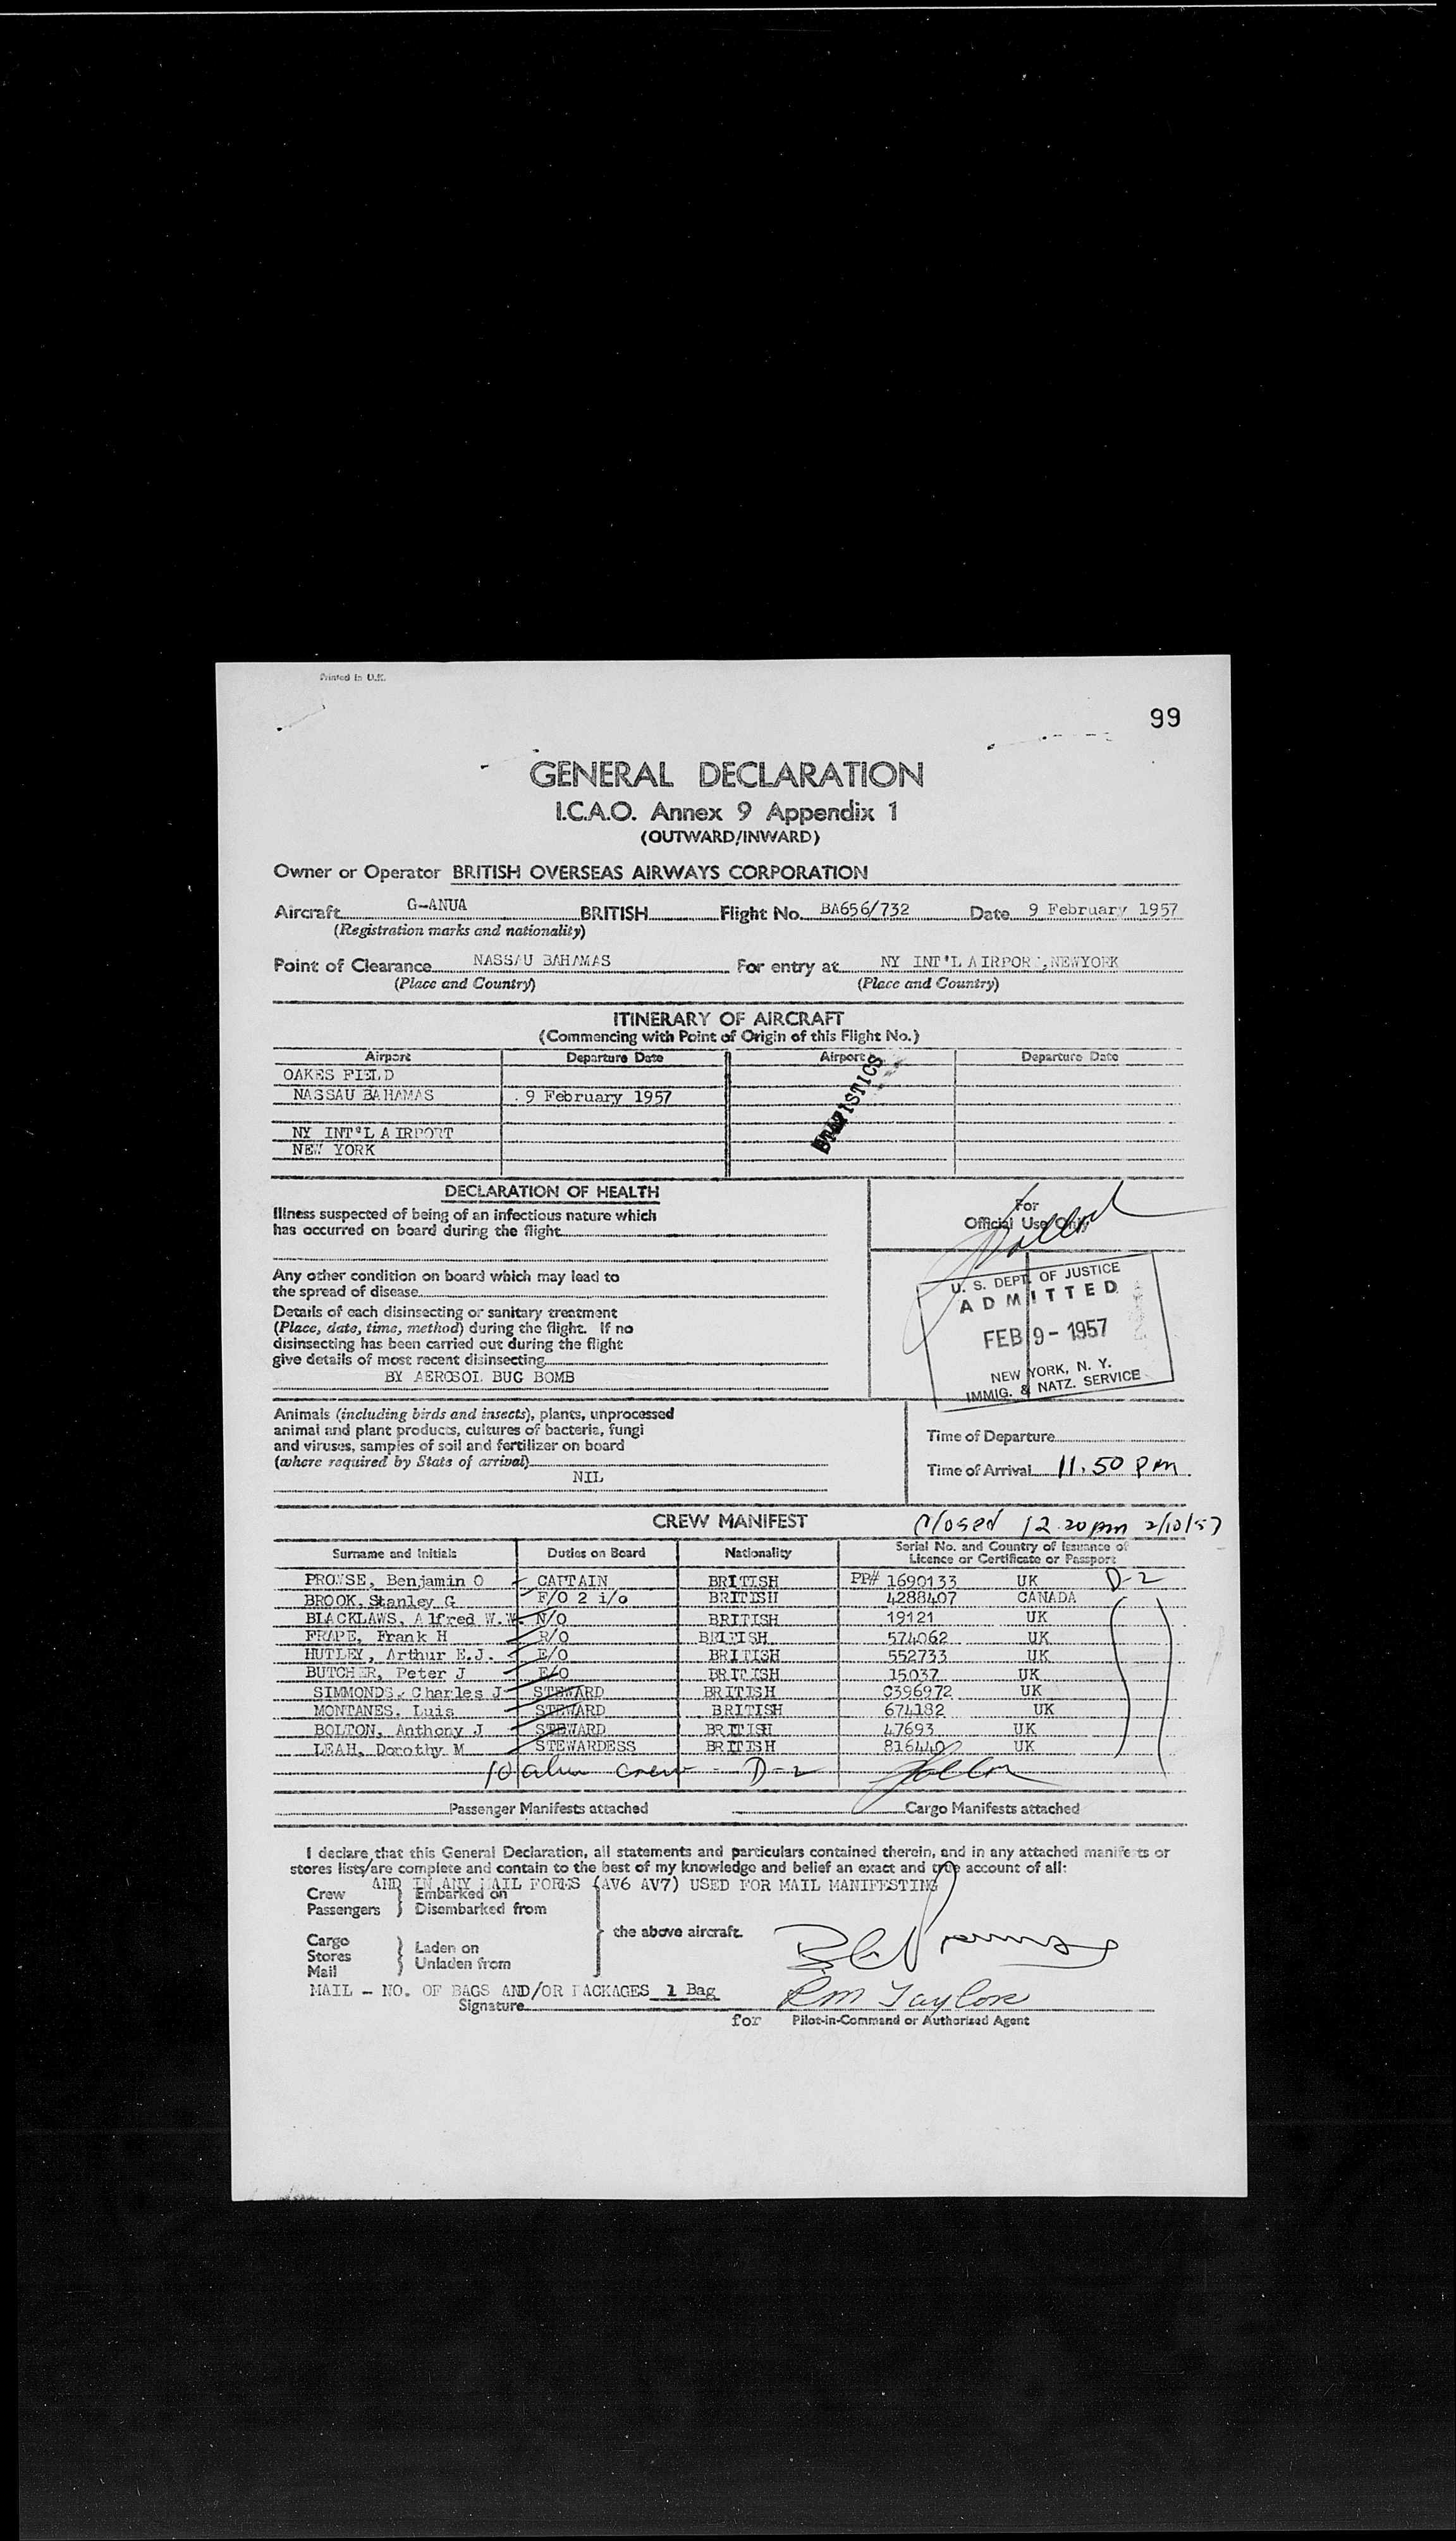 Printed in U.K.
99
GENERAL DECLARATION
I.C.A.O. Annex 9 Appendix 1
(OUTWARD/INWARD)
Owner or Operator BRITISH OVERSEAS AIRWAYS CORPORATION
Aircraft G-ANUA BRITISH Flight No. BA656/732 Date 9 February 1957
(Registration marks and nationality)
Point of Clearance NASSAU BAHAMAS For entry at NY INT'L AIRPORT, NEWYORK
(Place and Country) (Place and Country)
ITINERARY OF AIRCRAFT
(Commencing with Point of Origin of this Flight No.)
Airport Departure Date Airport Departure Date
OAKES FIELD
NASSAU BAHAMAS 9 February 1957
NY INT'L AIRPORT
NEW YORK
STATISTICS
DECLARATION OF HEALTH
Illness suspected of being of an infectious nature which
has occurred on board during the flight
Any other condition on board which may lead to
the spread of disease
Details of each disinsecting or sanitary treatment
(Place, date, time, method) during the flight. If no
disinsecting has been carried out during the flight
give details of most recent disinsecting
BY AEROSOL BUG BOMB
For
Official Use Only
U. S. DEPT. OF JUSTICE
ADMITTED
FEB 9 - 1957
NEW YORK, N. Y.
IMMIG. & NATZ. SERVICE
Animals (including birds and insects), plants, unprocessed
animal and plant products, cultures of bacteria, fungi
and viruses, samples of soil and fertilizer on board
(where required by State of arrival)
NIL
Time of Departure
Time of Arrival 11.50 PM
CREW MANIFEST
Closed 12.20 pm 2/10/57
Surname and Initials Duties on Board Nationality Serial No. and Country of Issuance of
Licence or Certificate or Passport
PROWSE, Benjamin O CAPTAIN BRITISH PP# 1690133 UK D-2
BROOK, Stanley G F/O 2 i/o BRITISH 4288407 CANADA
BLACKLAWS, Alfred W.W. N/O BRITISH 19121 UK
FRAPE, Frank H R/O BRITISH 574062 UK
HUTLEY, Arthur E.J. E/O BRITISH 552733 UK
BUTCHER, Peter J E/O BRITISH 15037 UK
SIMMONDS, Charles J STEWARD BRITISH C396972 UK
MONTANES, Luis STEWARD BRITISH 674182 UK
BOLTON, Anthony J STEWARD BRITISH 47693 UK
LEAH, Dorothy M STEWARDESS BRITISH 816440 UK
10 alien crew - D-2
Passenger Manifests attached Cargo Manifests attached
I declare that this General Declaration, all statements and particulars contained therein, and in any attached manifests or
stores lists/are complete and contain to the best of my knowledge and belief an exact and true account of all:
AND IN ANY MAIL FORMS (AV6 AV7) USED FOR MAIL MANIFESTING
Crew Embarked on
Passengers Disembarked from
the above aircraft.
Cargo
Stores
Mail
Laden on
Unladen from
MAIL - NO. OF BAGS AND/OR PACKAGES 1 Bag
Signature RM Taylor
for Pilot-in-Command or Authorized Agent